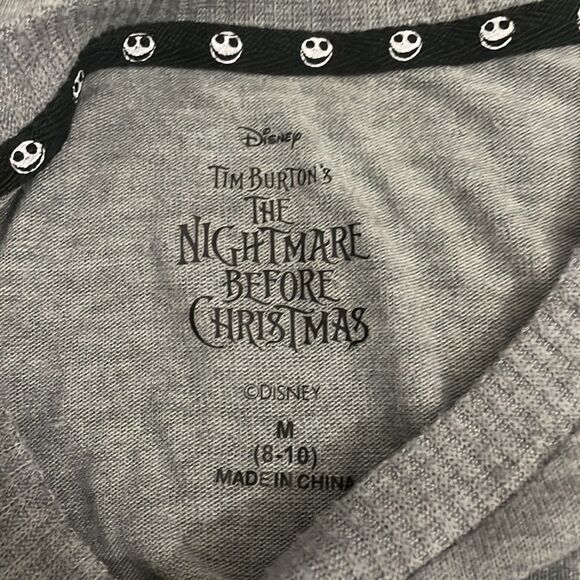 Disney
TIM BURTON'S
THE
NIGHTMARE
BEFORE
CHRISTMAS
©DISNEY
M
(8-10)
MADE IN CHINA